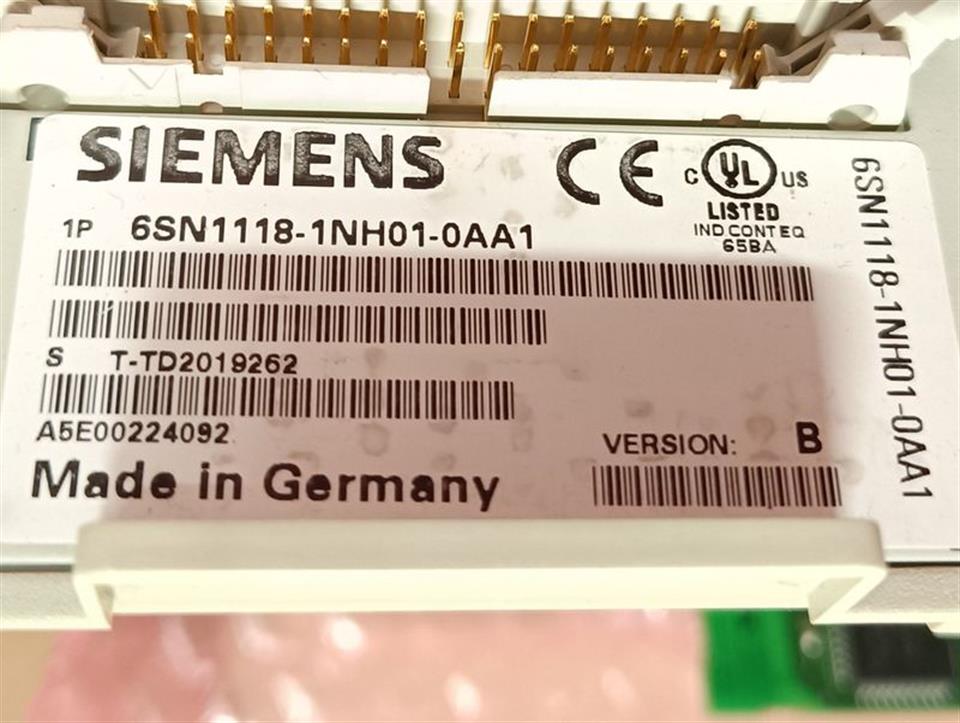 SIEMENS
CE
C UL US
LISTED
IND CONT EQ
65BA
1P 6SN1118-1NH01-0AA1
S T-TD2019262
A5E00224092
VERSION: B
Made in Germany
6SN1118-1NH01-0AA1